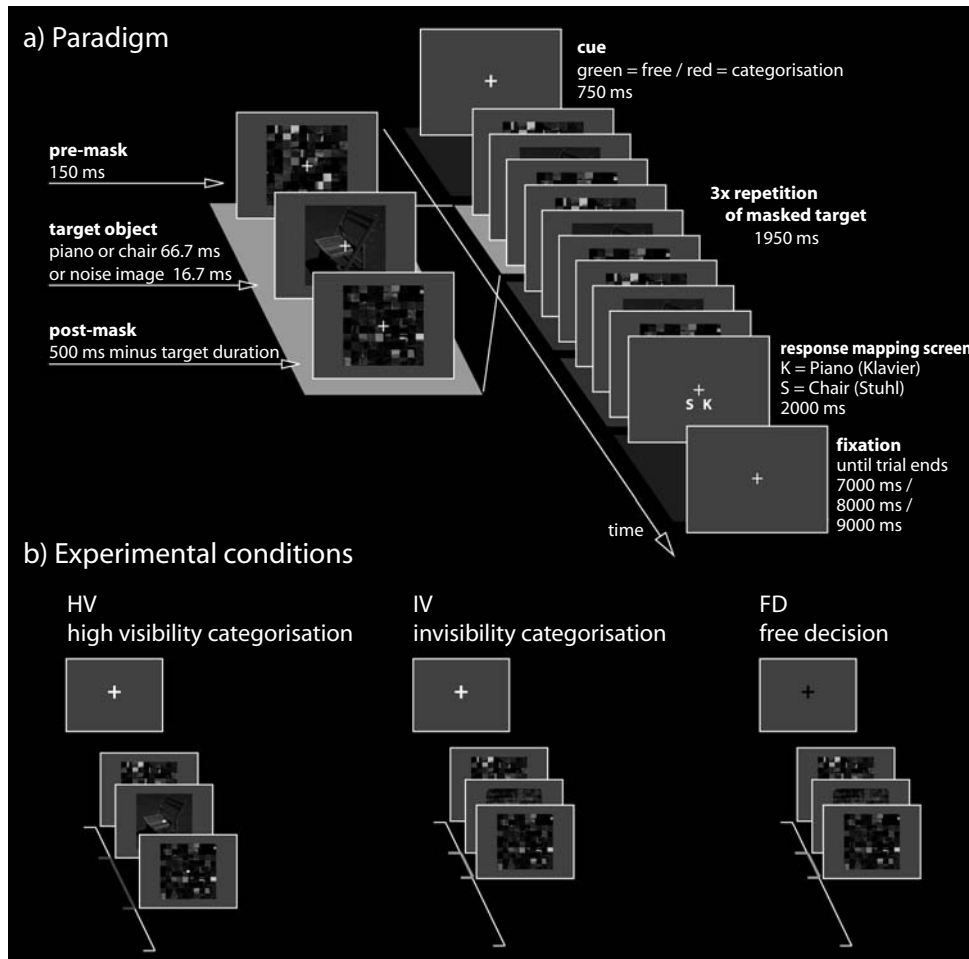 a) Paradigm
cue
green = free / red = categorisation
750 ms
pre-mask
150 ms
target object
piano or chair 66.7 ms
or noise image 16.7 ms
post-mask
500 ms minus target duration
3x repetition
of masked target
1950 ms
response mapping screen
K = Piano (Klavier)
S = Chair (Stuhl)
2000 ms
S K
fixation
until trial ends
7000 ms /
8000 ms /
9000 ms
time
b) Experimental conditions
HV
high visibility categorisation
IV
invisibility categorisation
FD
free decision